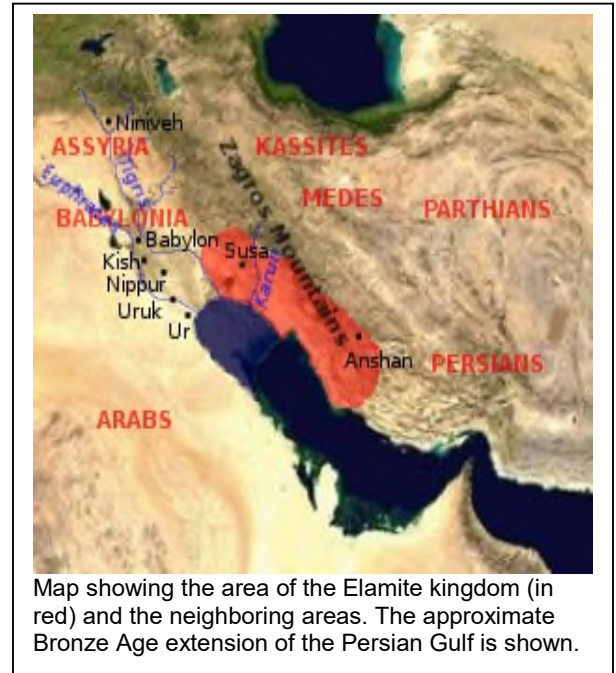 Niniveh
ASSYRIA
KASSITES
Zagros Mountains
Tigris
MEDES
Euphrates
PARTHIANS
BABYLONIA
Babylon
Susa
Kish
Karun
Nippur
Uruk
Ur
Anshan
PERSIANS
ARABS
Map showing the area of the Elamite kingdom (in
red) and the neighboring areas. The approximate
Bronze Age extension of the Persian Gulf is shown.